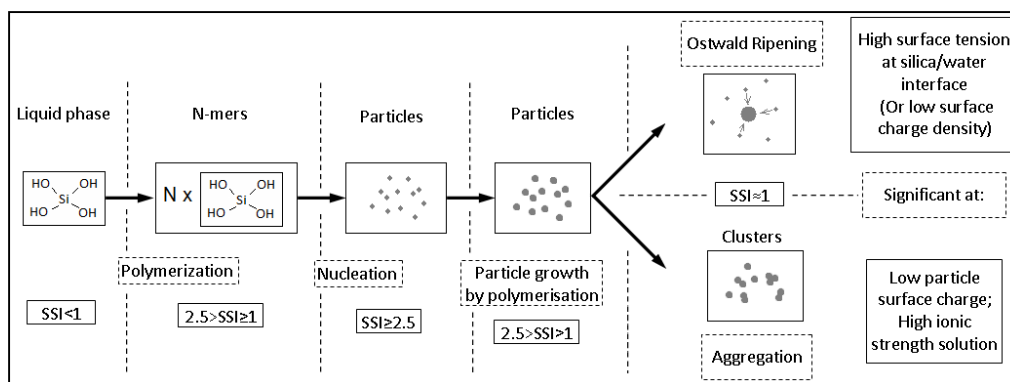 Liquid phase
N-mers
Particles
Particles
Ostwald Ripening
High surface tension
at silica/water
interface
(Or low surface
charge density)
HO OH
Si
HO OH
N x
HO OH
Si
HO OH
SSI≈1
Significant at:
Polymerization
Nucleation
Particle growth
by polymerisation
Clusters
SSI<1
2.5>SSI≥1
SSI≥2.5
2.5>SSI>1
Aggregation
Low particle
surface charge;
High ionic
strength solution